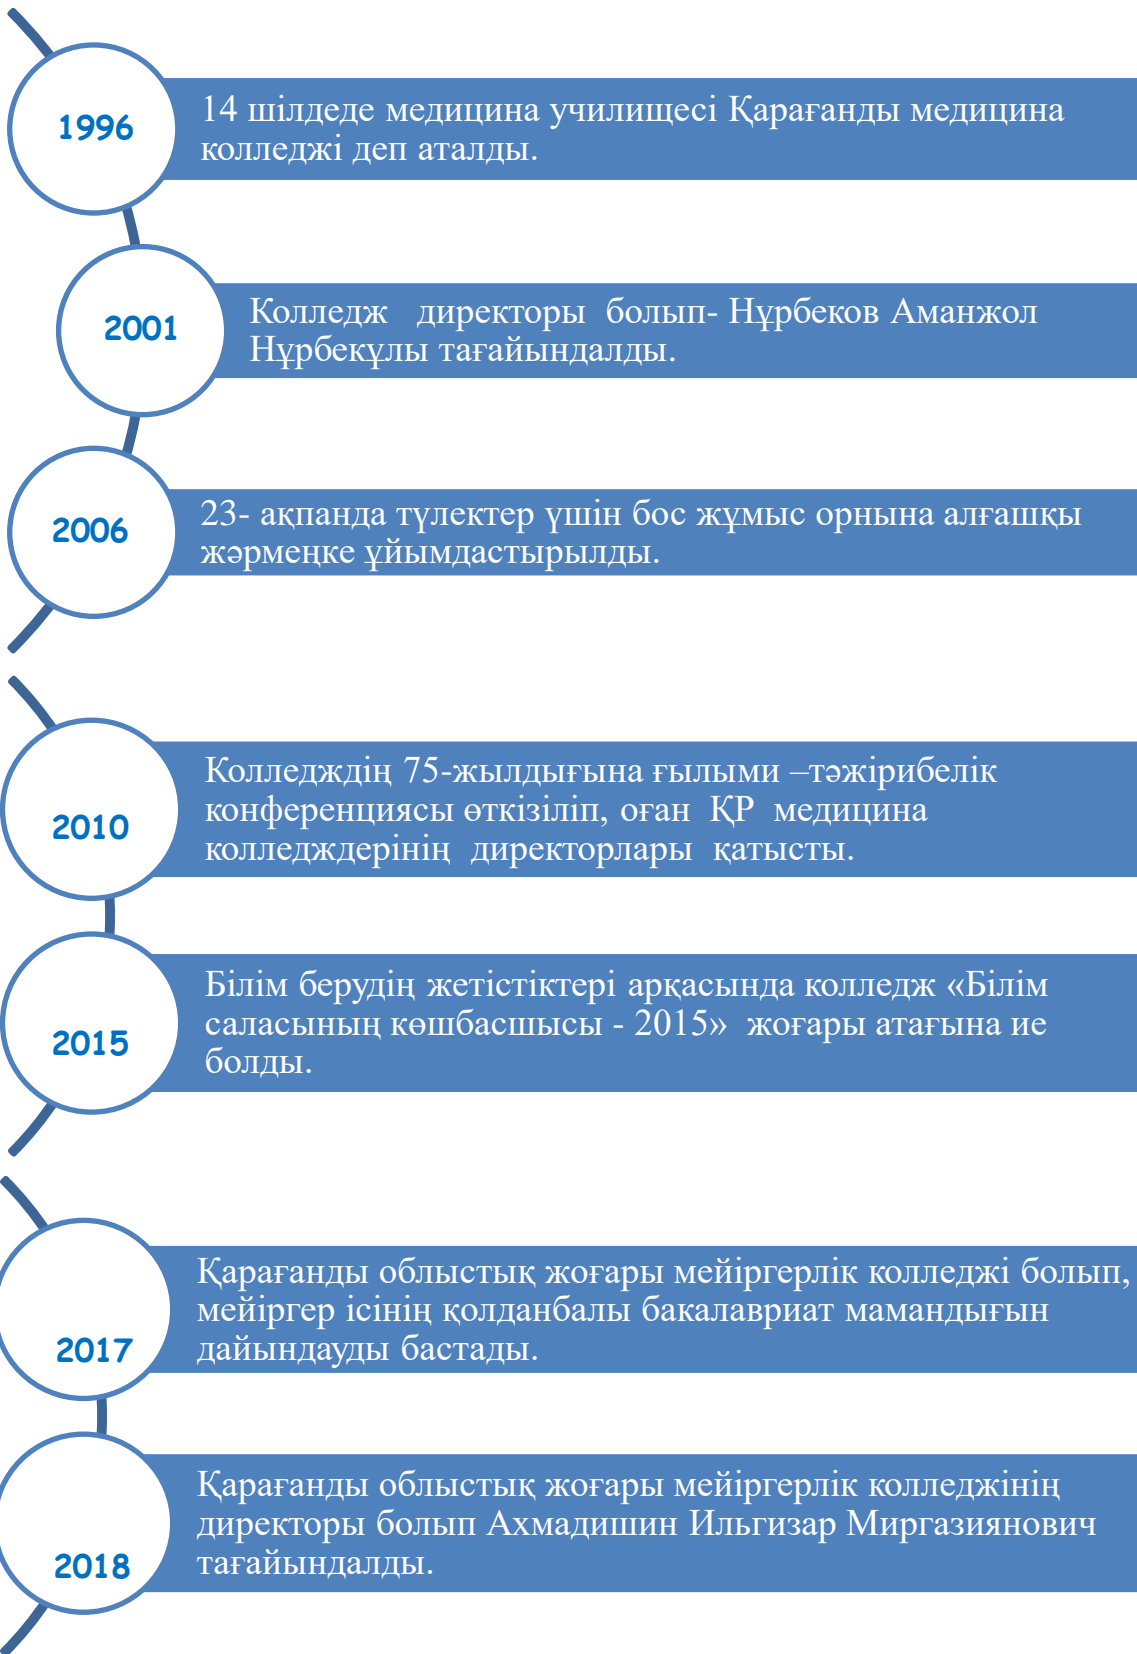 1996
14 шілдеде медицина училищесі Қарағанды медицина
колледжі деп аталды.
2001
Колледж директоры болып- Нұрбеков Аманжол
Нұрбекұлы тағайындалды.
2006
23- ақпанда түлектер үшін бос жұмыс орнына алғашқы
жәрмеңке ұйымдастырылды.
2010
Колледждің 75-жылдығына ғылыми –тәжірибелік
конференциясы өткізіліп, оған ҚР медицина
колледждерінің директорлары қатысты.
2015
Білім берудің жетістіктері арқасында колледж «Білім
саласының көшбасшысы - 2015» жоғары атағына ие
болды.
2017
Қарағанды облыстық жоғары мейіргерлік колледжі болып,
мейіргер ісінің қолданбалы бакалавриат мамандығын
дайындауды бастады.
2018
Қарағанды облыстық жоғары мейіргерлік колледжінің
директоры болып Ахмадишин Ильгизар Миргазиянович
тағайындалды.